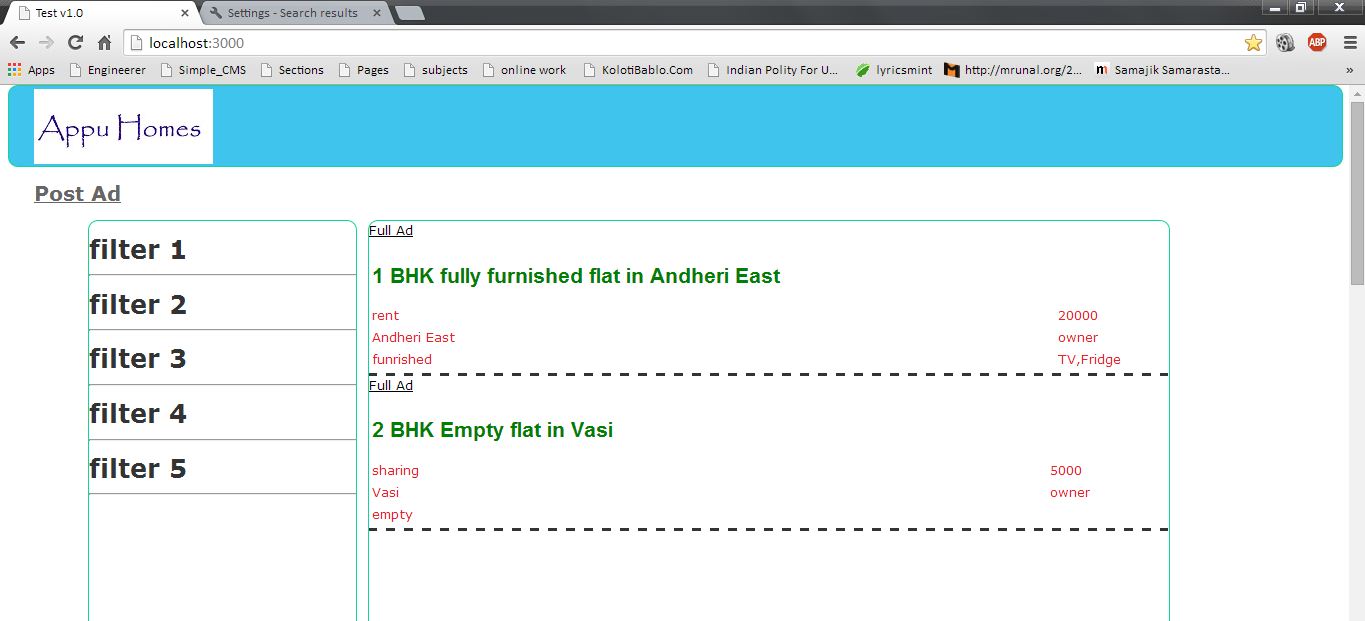 Test v1.0
Settings - Search results
localhost:3000
ABP
Apps Engineerer Simple_CMS Sections Pages subjects online work KolotiBablo.Com Indian Polity For U... lyricsmint http://mrunal.org/2... m Samajik Samarasta... »
Appu Homes
Post Ad
filter 1
filter 2
filter 3
filter 4
filter 5
Full Ad
1 BHK fully furnished flat in Andheri East
rent 20000
Andheri East owner
funrished TV,Fridge
Full Ad
2 BHK Empty flat in Vasi
sharing 5000
Vasi owner
empty